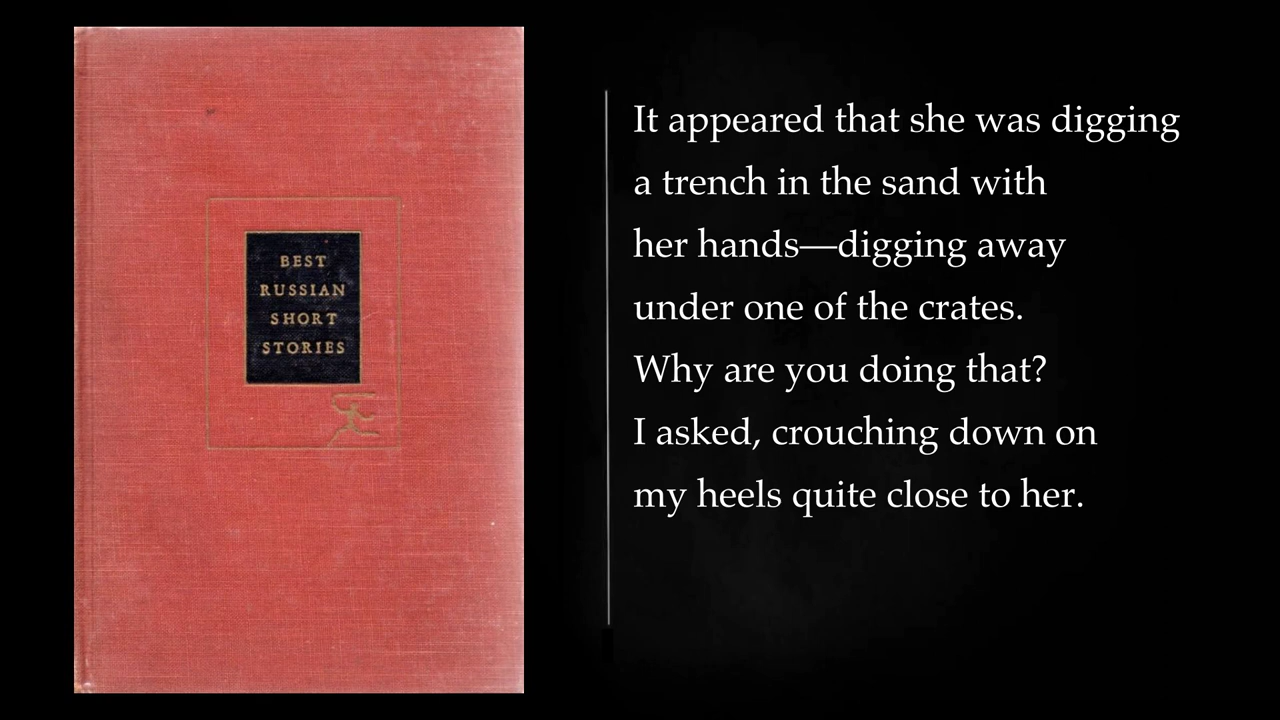 BEST
RUSSIAN
SHORT
STORIES
It appeared that she was digging
a trench in the sand with
her hands—digging away
under one of the crates.
Why are you doing that?
I asked, crouching down on
my heels quite close to her.